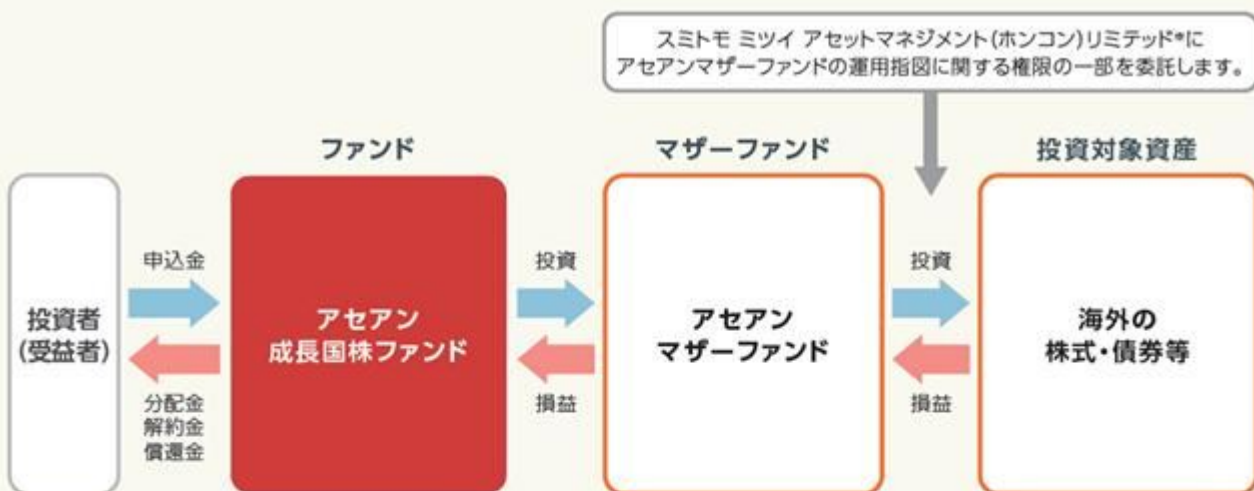 スミトモ ミツイ アセットマネジメント(ホンコン)リミテッド*に
アセアンマザーファンドの運用指図に関する権限の一部を委託します。
ファンド
マザーファンド
投資対象資産
投資者
(受益者)
申込金
分配金
解約金
償還金
アセアン
成長国株ファンド
投資
損益
アセアン
マザーファンド
投資
損益
海外の
株式・債券等